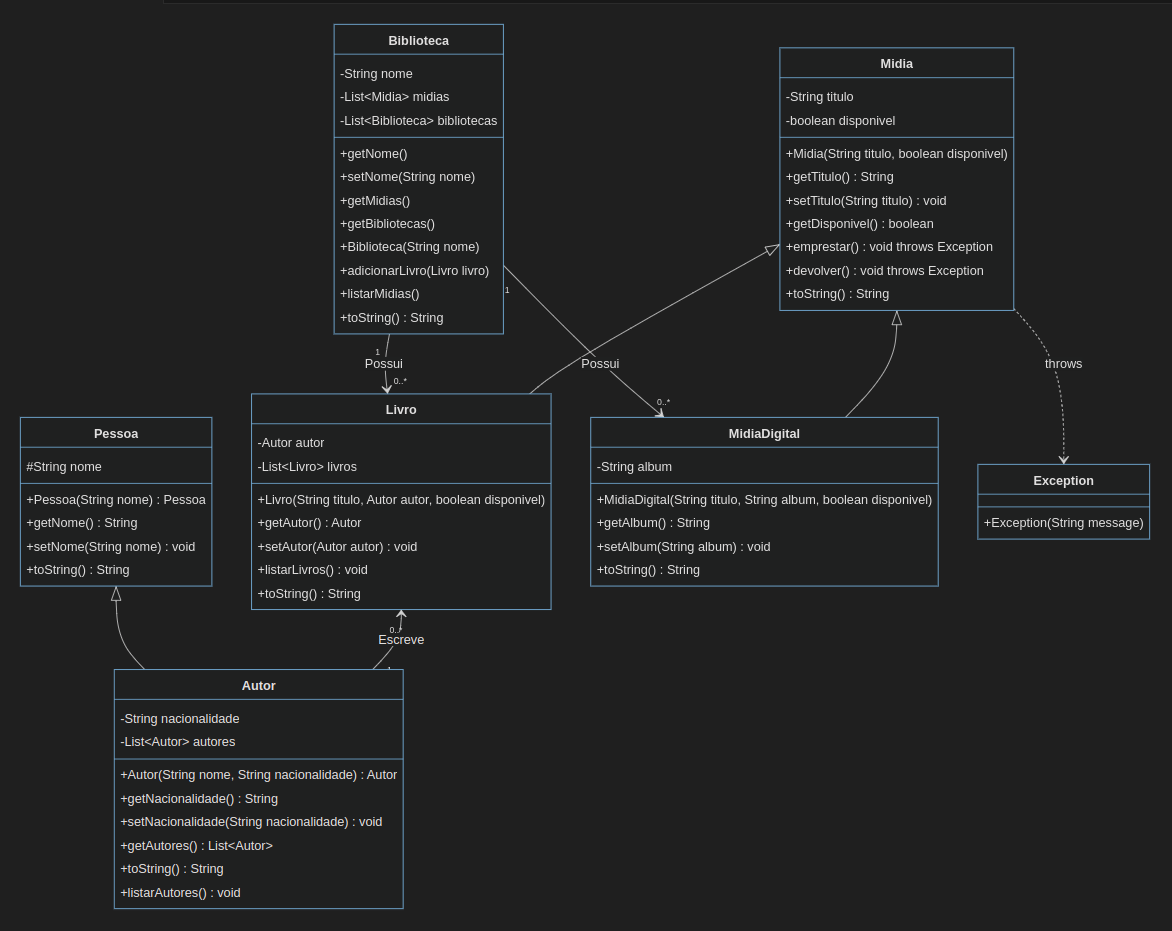 Biblioteca
-String nome
-List<Midia> midias
-List<Biblioteca> bibliotecas
+getNome()
+setNome(String nome)
+getMidias()
+getBibliotecas()
+Biblioteca(String nome)
+adicionarLivro(Livro livro)
+listarMidias()
+toString() : String
Midia
-String titulo
-boolean disponivel
+Midia(String titulo, boolean disponivel)
+getTitulo() : String
+setTitulo(String titulo) : void
+getDisponivel() : boolean
+emprestar() : void throws Exception
+devolver() : void throws Exception
+toString() : String
1
Possui
0..*
1
Possui
0..*
throws
Pessoa
#String nome
+Pessoa(String nome) : Pessoa
+getNome() : String
+setNome(String nome) : void
+toString() : String
Livro
-Autor autor
-List<Livro> livros
+Livro(String titulo, Autor autor, boolean disponivel)
+getAutor() : Autor
+setAutor(Autor autor) : void
+listarLivros() : void
+toString() : String
MidiaDigital
-String album
+MidiaDigital(String titulo, String album, boolean disponivel)
+getAlbum() : String
+setAlbum(String album) : void
+toString() : String
Exception
+Exception(String message)
0..*
Escreve
Autor
-String nacionalidade
-List<Autor> autores
+Autor(String nome, String nacionalidade) : Autor
+getNacionalidade() : String
+setNacionalidade(String nacionalidade) : void
+getAutores() : List<Autor>
+toString() : String
+listarAutores() : void